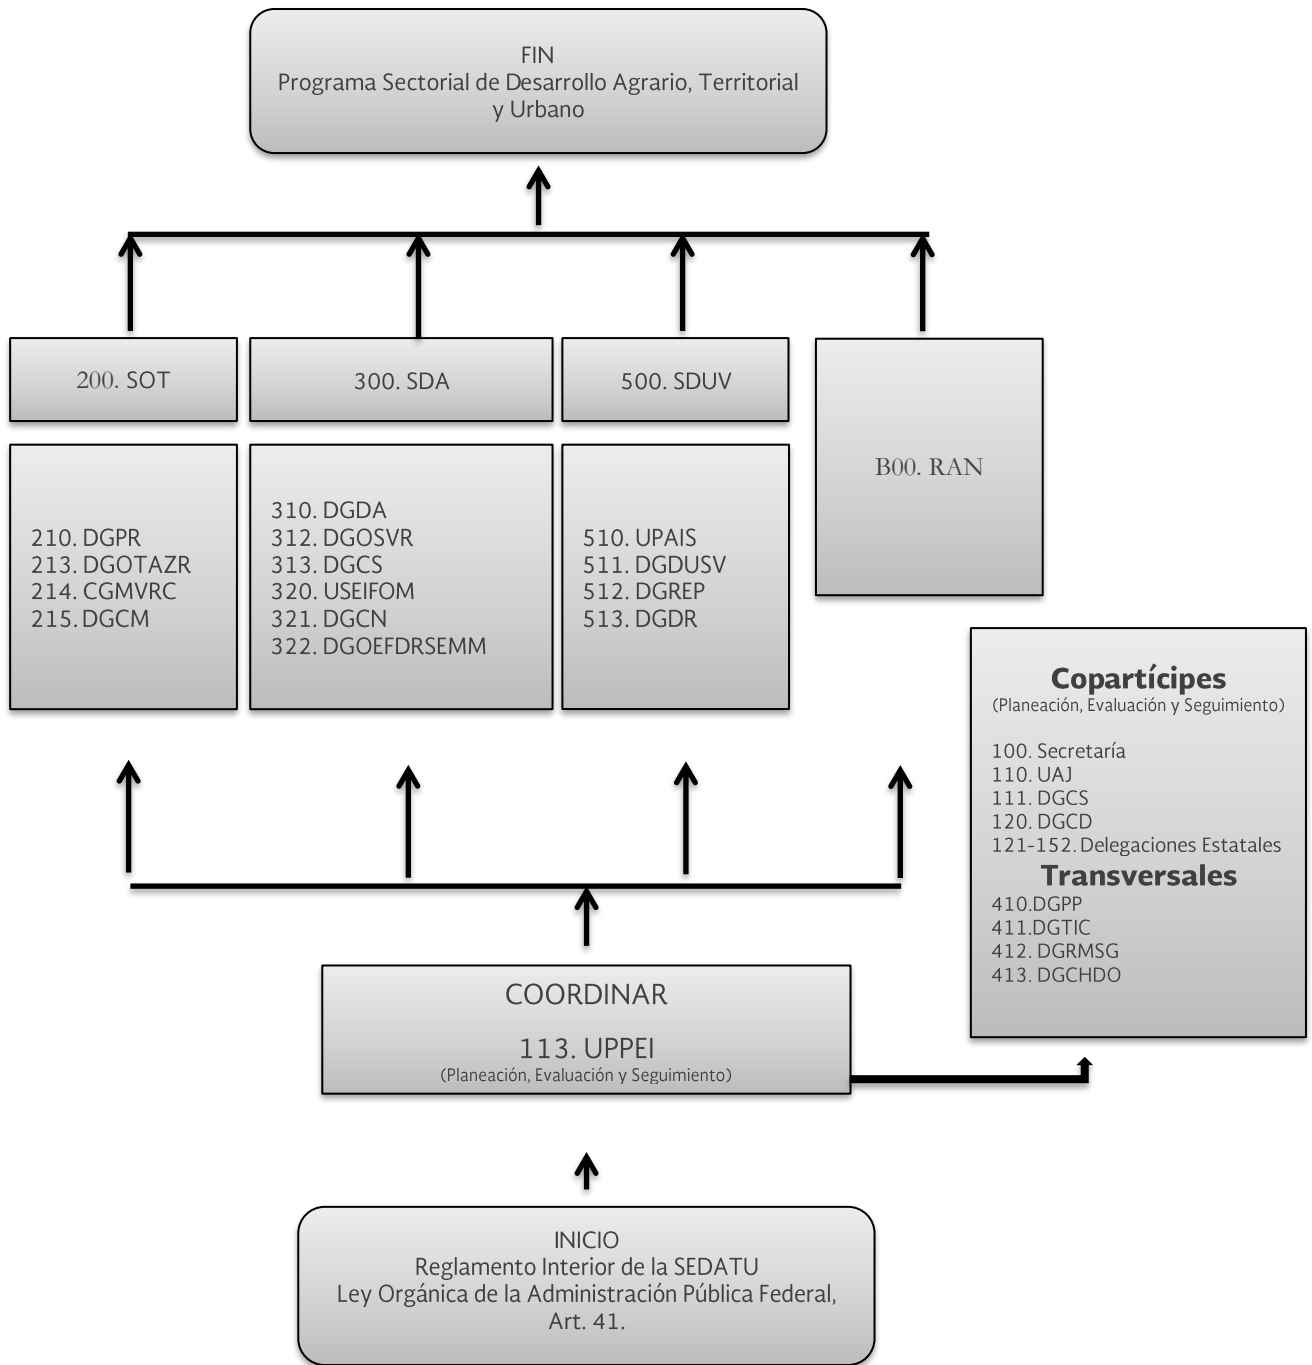 FIN
Programa Sectorial de Desarrollo Agrario, Territorial
y Urbano
200. SOT
300. SDA
500. SDUV
B00. RAN
210. DGPR
213. DGOTAZR
214. CGMVRC
215. DGCM
310. DGDA
312. DGOSVR
313. DGCS
320. USEIFOM
321. DGCN
322. DGOEFDRSEMM
510. UPAIS
511. DGDUSV
512. DGREP
513. DGDR
Copartícipes
(Planeación, Evaluación y Seguimiento)
100. Secretaría
110. UAJ
111. DGCS
120. DGCD
121-152. Delegaciones Estatales
Transversales
410.DGPP
411.DGTIC
412. DGRMSG
413. DGCHDO
COORDINAR
113. UPPEI
(Planeación, Evaluación y Seguimiento)
INICIO
Reglamento Interior de la SEDATU
Ley Orgánica de la Administración Pública Federal,
Art. 41.